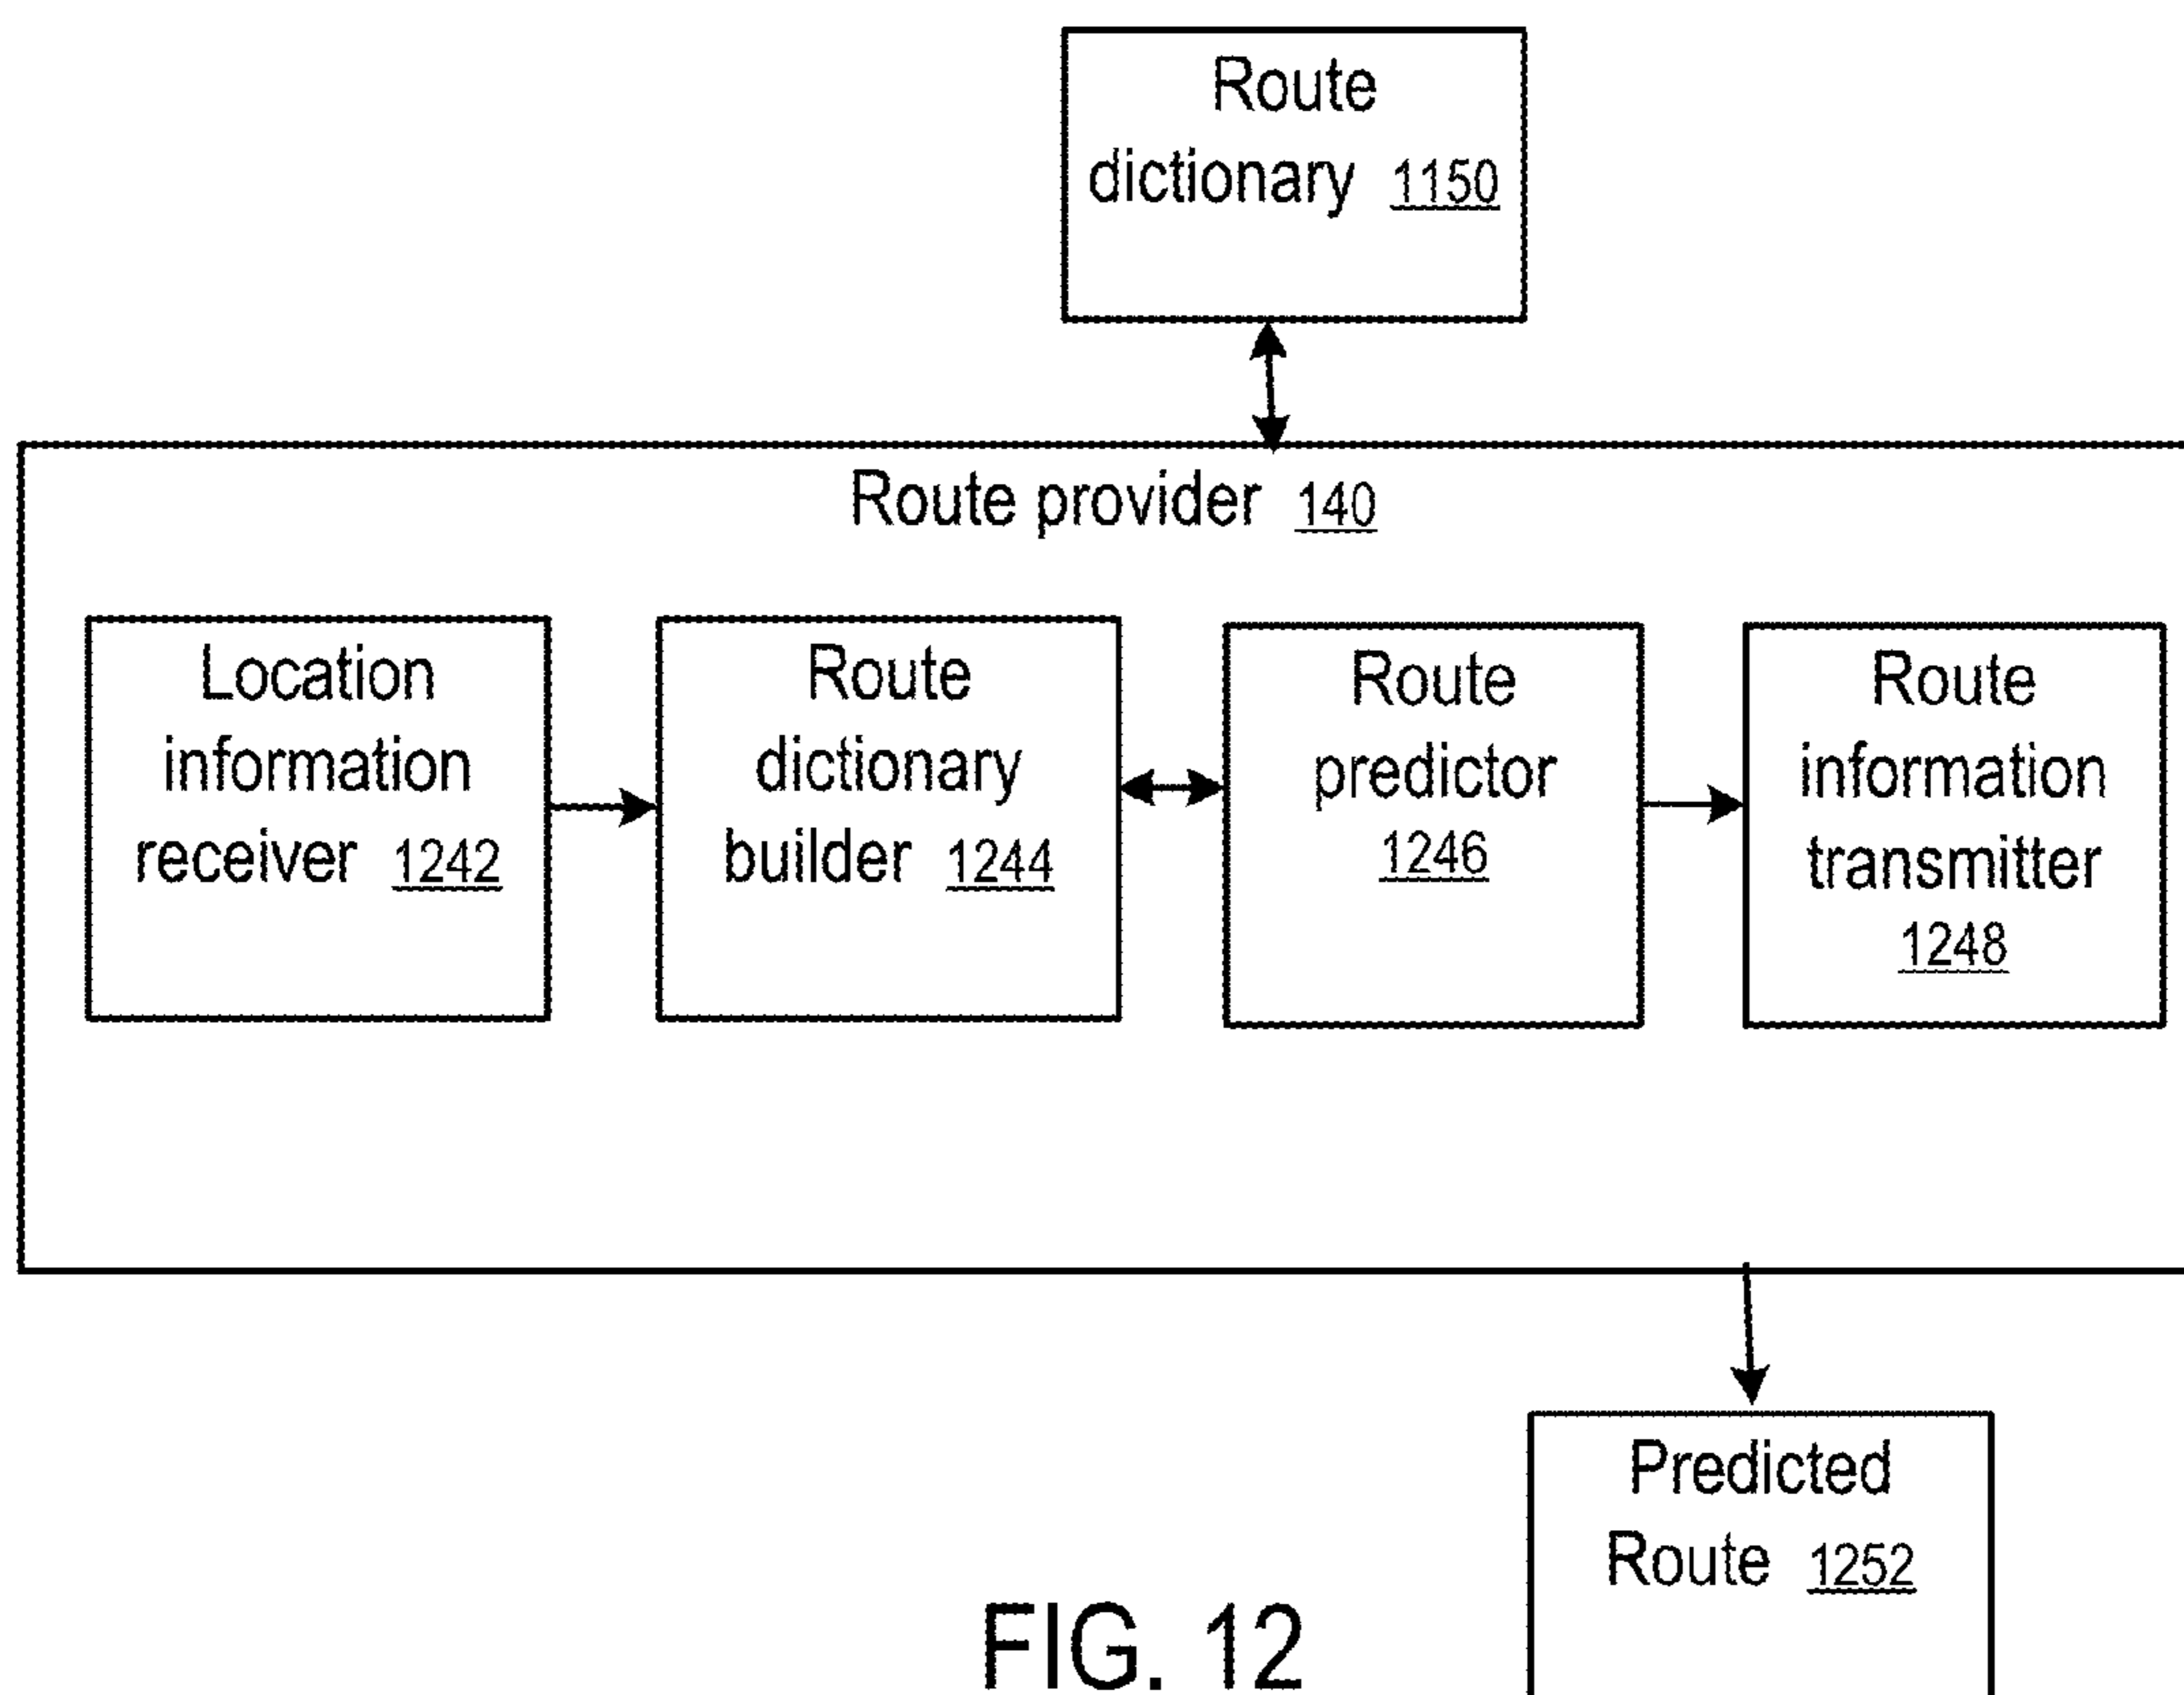 Route
dictionary 1150
Route provider 140
Location
information
receiver 1242
Route
dictionary
builder 1244
Route
predictor
1246
Route
information
transmitter
1248
Predicted
Route 1252
FIG. 12